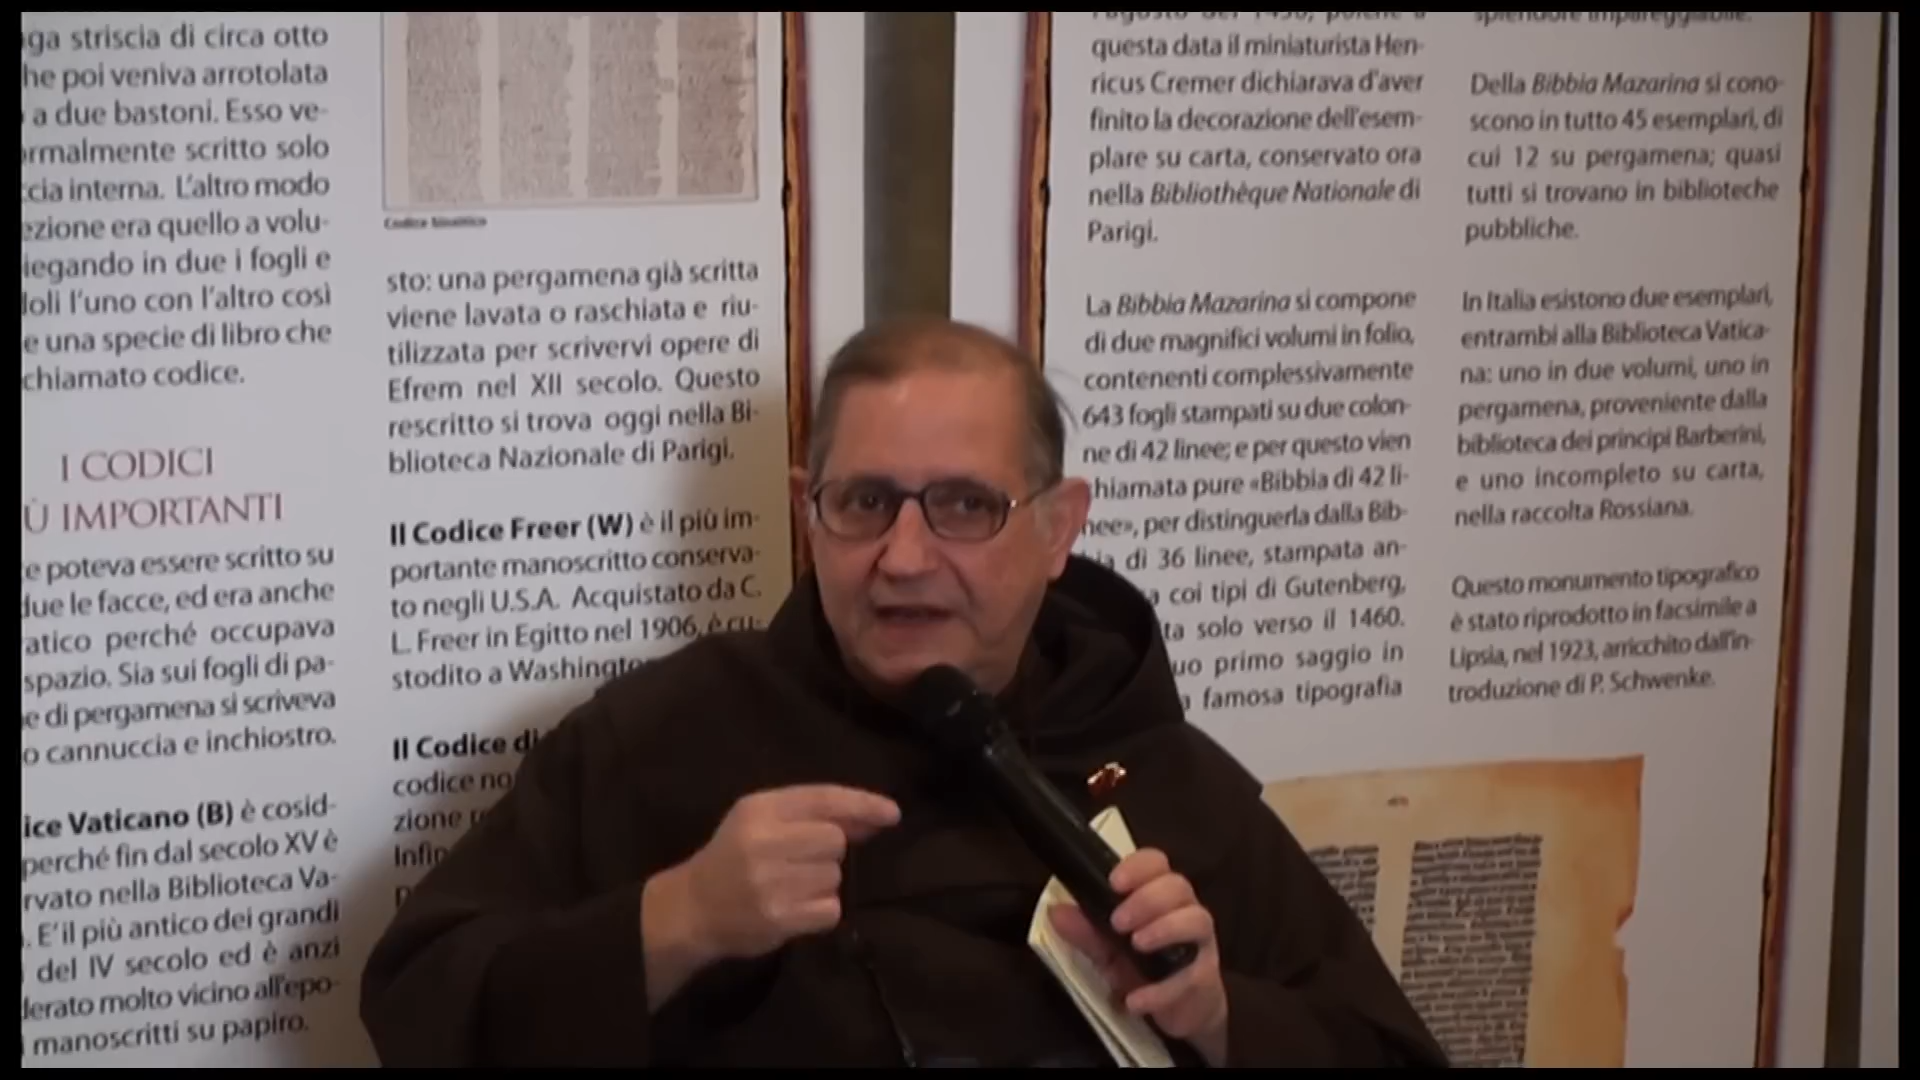 ga striscia di circa otto
he poi veniva arrotolata
a due bastoni. Esso ve-
rmalmente scritto solo
cia interna. L'altro modo
zione era quello a volu-
iegando in due i fogli e
doli l'uno con l'altro così
e una specie di libro che
chiamato codice.
I CODICI
Ù IMPORTANTI
e poteva essere scritto su
due le facce, ed era anche
atico perché occupava
spazio. Sia sui fogli di pa-
e di pergamena si scriveva
o cannuccia e inchiostro.
ice Vaticano (B) è cosid-
perché fin dal secolo XV è
rvato nella Biblioteca Va-
. E' il più antico dei grandi
del IV secolo ed è anzi
derato molto vicino all'epo-
manoscritti su papiro.
Codice Sinaitico
sto: una pergamena già scritta
viene lavata o raschiata e riu-
tilizzata per scrivervi opere di
Efrem nel XII secolo. Questo
rescritto si trova oggi nella Bi-
blioteca Nazionale di Parigi.
Il Codice Freer (W) è il più im-
portante manoscritto conserva-
to negli U.S.A. Acquistato da C.
L. Freer in Egitto nel 1906, è cu-
stodito a Washington
Il Codice di
codice no
zione
Infin
questa data il miniaturista Hen-
ricus Cremer dichiarava d'aver
finito la decorazione dell'esem-
plare su carta, conservato ora
nella Bibliothèque Nationale di
Parigi.
La Bibbia Mazarina si compone
di due magnifici volumi in folio,
contenenti complessivamente
643 fogli stampati su due colon-
ne di 42 linee; e per questo vien
chiamata pure «Bibbia di 42 li-
nee», per distinguerla dalla Bib-
ia di 36 linee, stampata an-
a coi tipi di Gutenberg,
ta solo verso il 1460.
uo primo saggio in
a famosa tipografia
splendore impareggiabile.
Della Bibbia Mazarina si cono-
scono in tutto 45 esemplari, di
cui 12 su pergamena; quasi
tutti si trovano in biblioteche
pubbliche.
In Italia esistono due esemplari,
entrambi alla Biblioteca Vatica-
na: uno in due volumi, uno in
pergamena, proveniente dalla
biblioteca dei principi Barberini,
e uno incompleto su carta,
nella raccolta Rossiana.
Questo monumento tipografico
è stato riprodotto in facsimile a
Lipsia, nel 1923, arricchito dall'in-
troduzione di P. Schwenke.